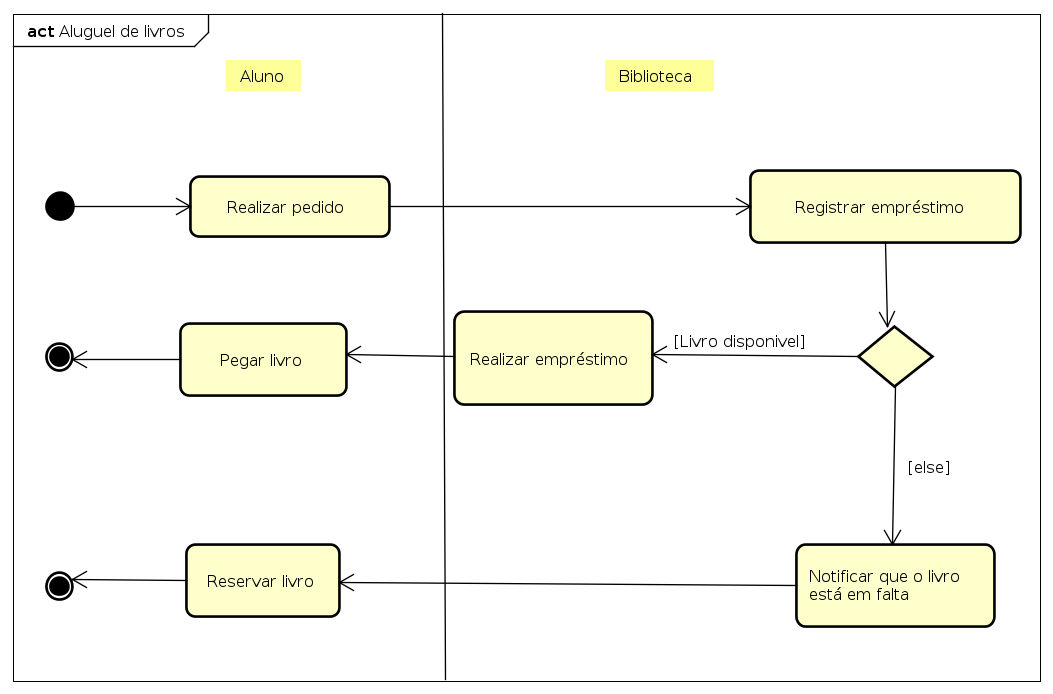 act Aluguel de livros
Aluno
Biblioteca
Realizar pedido
Registrar empréstimo
Pegar livro
Realizar empréstimo
[Livro disponivel]
[else]
Reservar livro
Notificar que o livro
está em falta